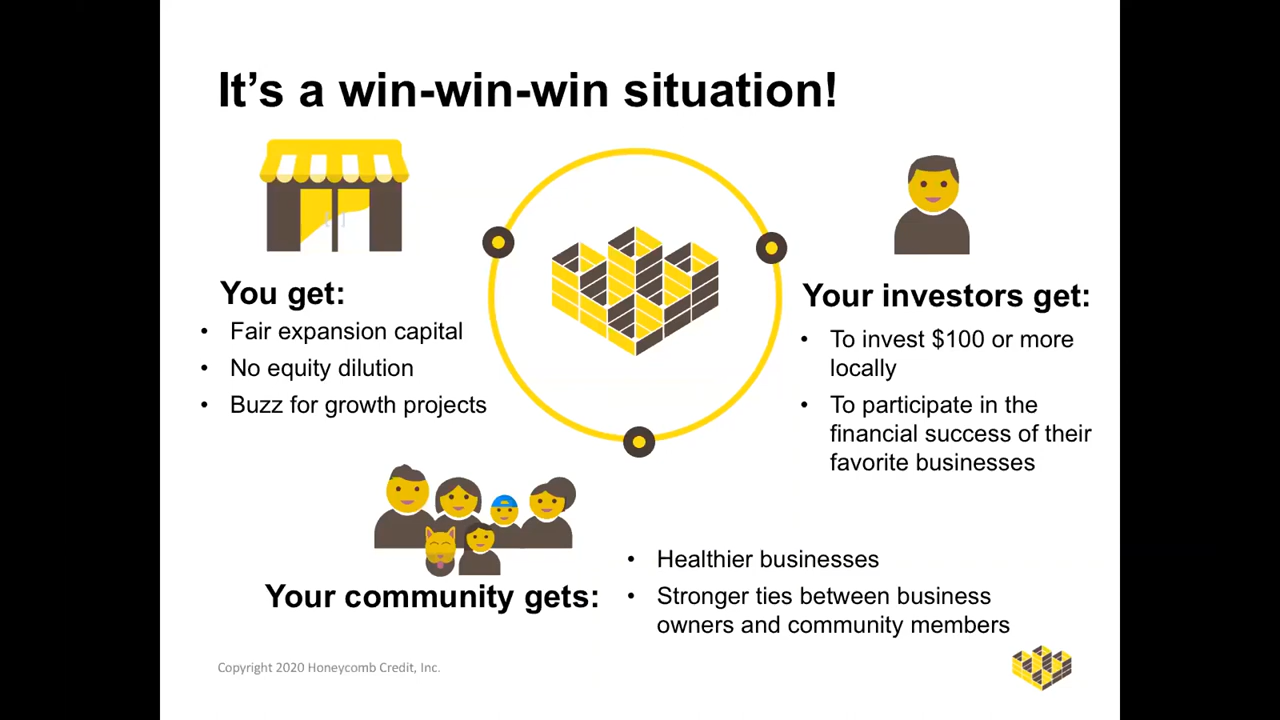 It's a win-win-win situation!
You get:
• Fair expansion capital
• No equity dilution
• Buzz for growth projects
Your investors get:
• To invest $100 or more
locally
• To participate in the
financial success of their
favorite businesses
Your community gets:
• Healthier businesses
• Stronger ties between business
owners and community members
Copyright 2020 Honeycomb Credit, Inc.